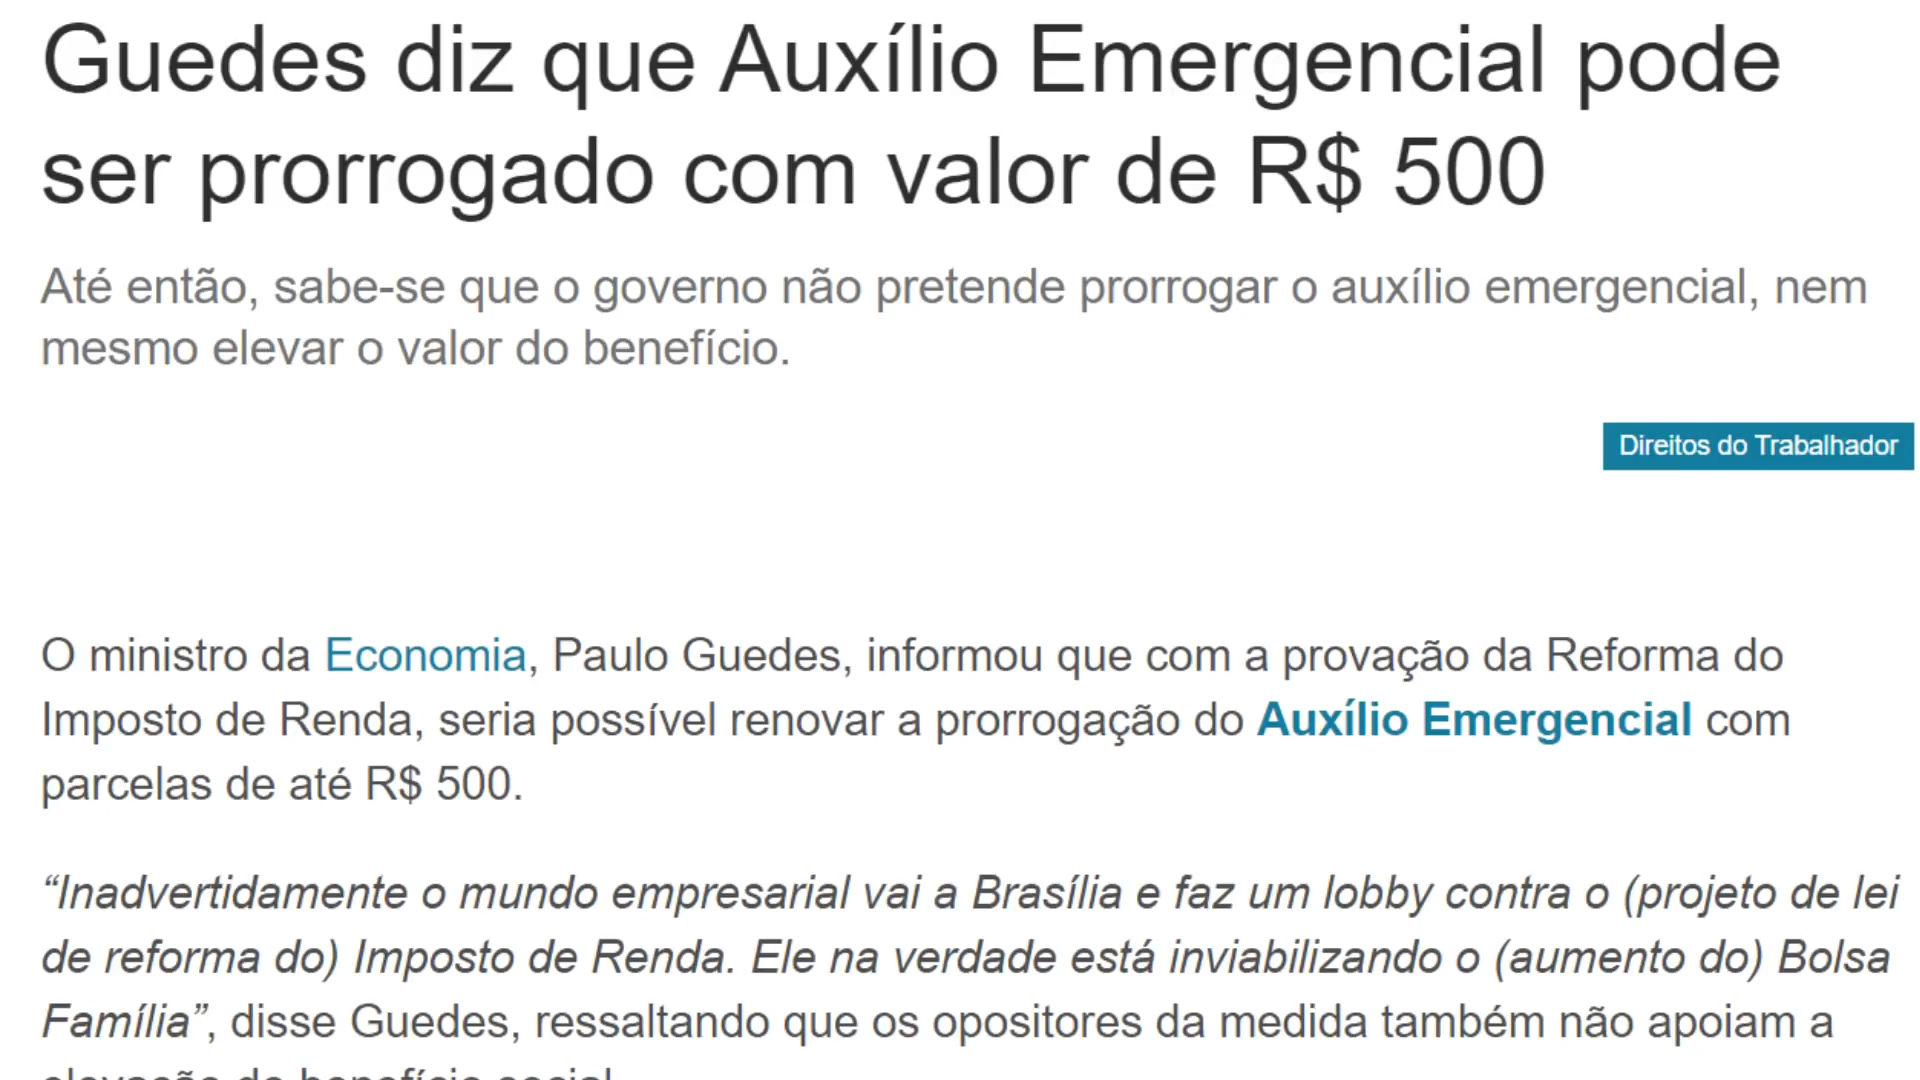 Guedes diz que Auxílio Emergencial pode
ser prorrogado com valor de R$ 500
Até então, sabe-se que o governo não pretende prorrogar o auxílio emergencial, nem
mesmo elevar o valor do benefício.
Direitos do Trabalhador
O ministro da Economia, Paulo Guedes, informou que com a provação da Reforma do
Imposto de Renda, seria possível renovar a prorrogação do Auxílio Emergencial com
parcelas de até R$ 500.
“Inadvertidamente o mundo empresarial vai a Brasília e faz um lobby contra o (projeto de lei
de reforma do) Imposto de Renda. Ele na verdade está inviabilizando o (aumento do) Bolsa
Família”, disse Guedes, ressaltando que os opositores da medida também não apoiam a
elevação do benefício social